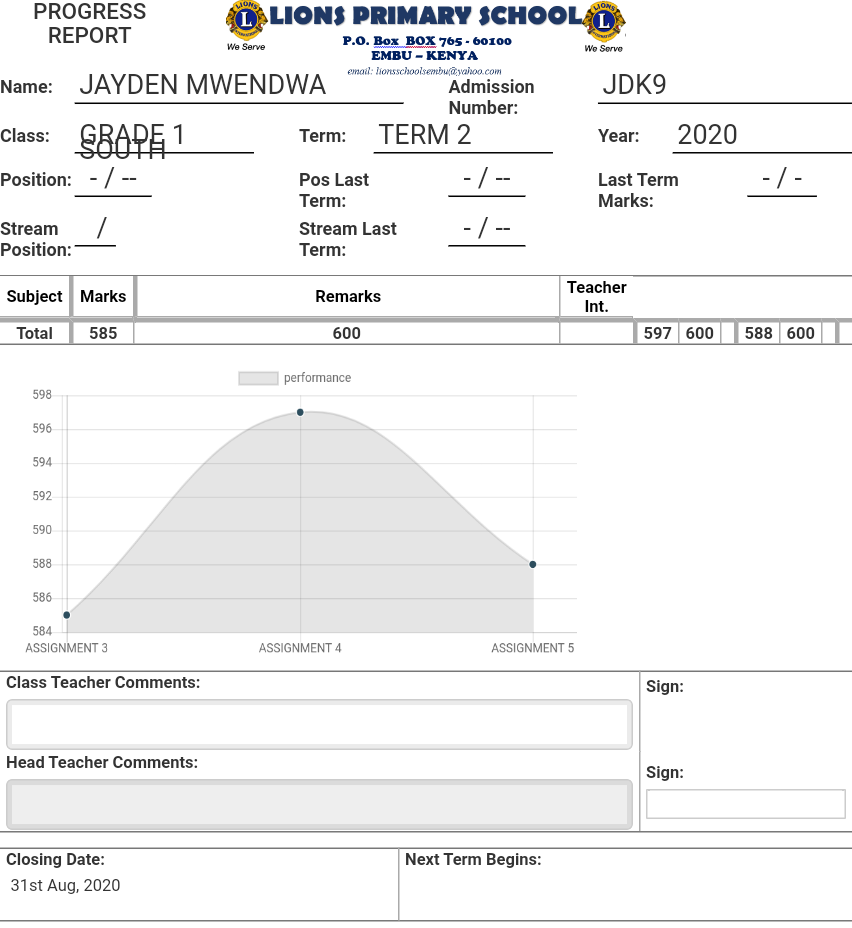 PROGRESS
REPORT
L
We Serve
LIONS PRIMARY SCHOOL
P.O. Box BOX 765 - 60100
EMBU – KENYA
email: lionsschoolsembu@yahoo.com
L
We Serve
Name: JAYDEN MWENDWA Admission Number: JDK9
Class: GRADE 1 SOUTH Term: TERM 2 Year: 2020
Position: - / -- Pos Last Term: - / -- Last Term Marks: - / -
Stream Position: / Stream Last Term: - / --
Subject Marks Remarks Teacher Int.
Total 585 600 597 600 588 600
performance
598
596
594
592
590
588
586
584
ASSIGNMENT 3 ASSIGNMENT 4 ASSIGNMENT 5
Class Teacher Comments: Sign:
Head Teacher Comments: Sign:
Closing Date: Next Term Begins:
31st Aug, 2020